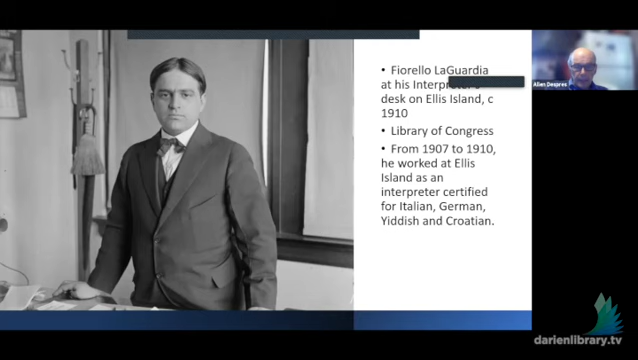 • Fiorello LaGuardia
at his Interpreter's
desk on Ellis Island, c
1910
• Library of Congress
• From 1907 to 1910,
he worked at Ellis
Island as an
interpreter certified
for Italian, German,
Yiddish and Croatian.
Allen Despres
darienlibrary.tv